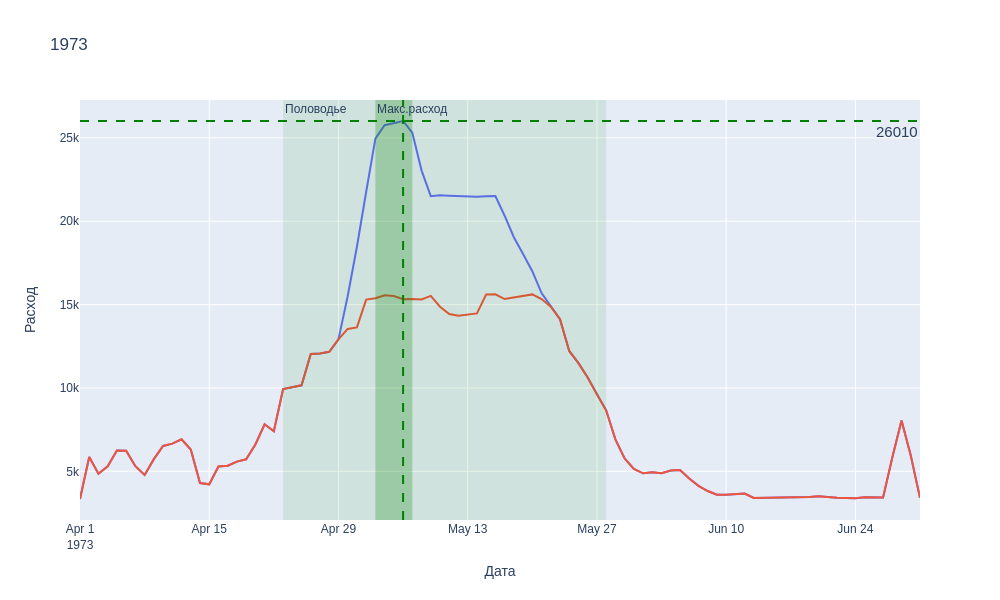 1973
Половодье
Макс.расход
26010
25k
20k
15k
10k
5k
Расход
Apr 1
1973
Apr 15
Apr 29
May 13
May 27
Jun 10
Jun 24
Дата